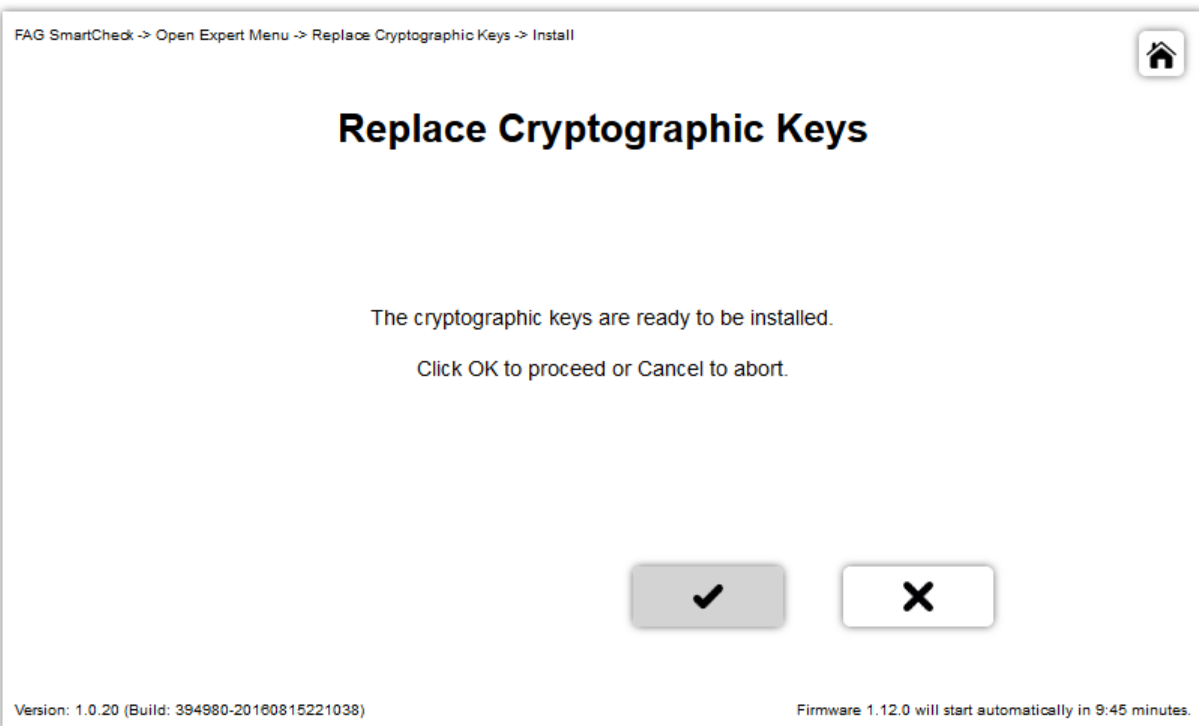 FAG SmartCheck -> Open Expert Menu -> Replace Cryptographic Keys -> Install
Replace Cryptographic Keys
The cryptographic keys are ready to be installed.
Click OK to proceed or Cancel to abort.
Version: 1.0.20 (Build: 394980-20160815221038)
Firmware 1.12.0 will start automatically in 9:45 minutes.